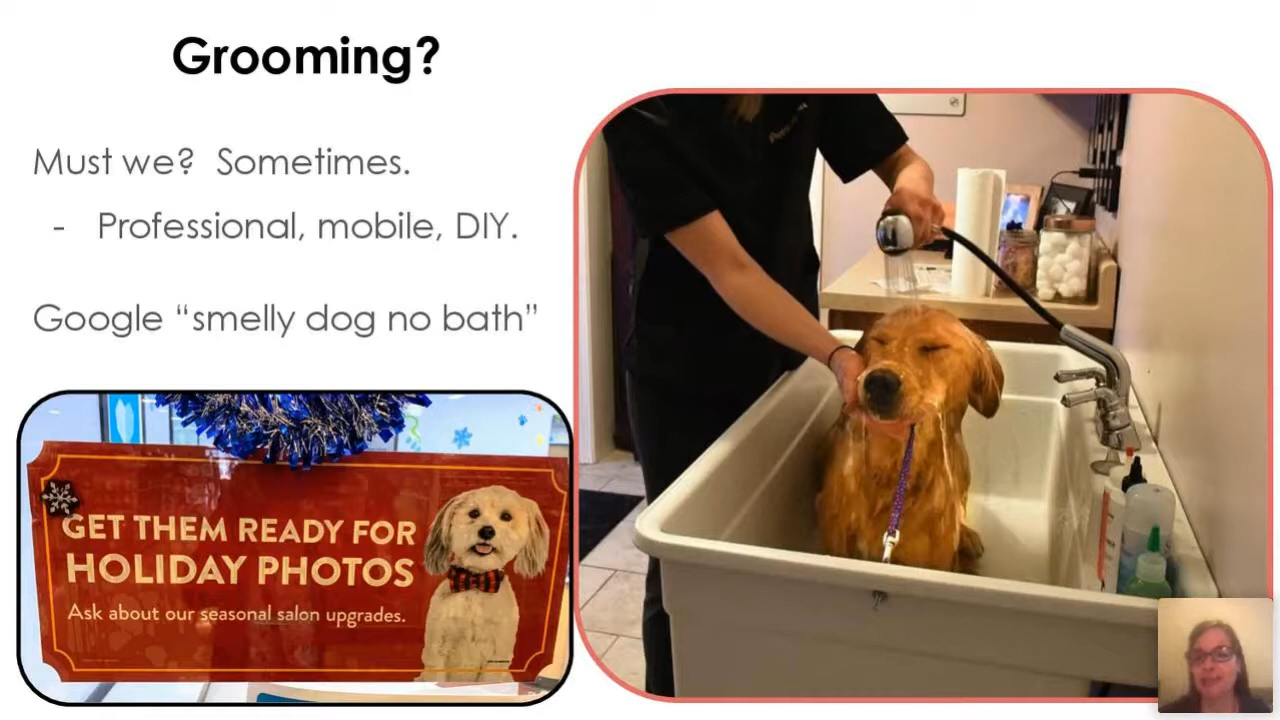 Grooming?
Must we?  Sometimes.
- Professional, mobile, DIY.
Google “smelly dog no bath”
GET THEM READY FOR
HOLIDAY PHOTOS
Ask about our seasonal salon upgrades.